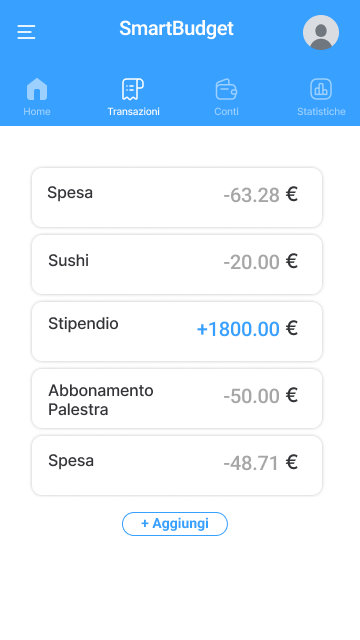 SmartBudget
Home
Transazioni
Conti
Statistiche
Spesa -63.28 €
Sushi -20.00 €
Stipendio +1800.00 €
Abbonamento
Palestra -50.00 €
Spesa -48.71 €
+ Aggiungi